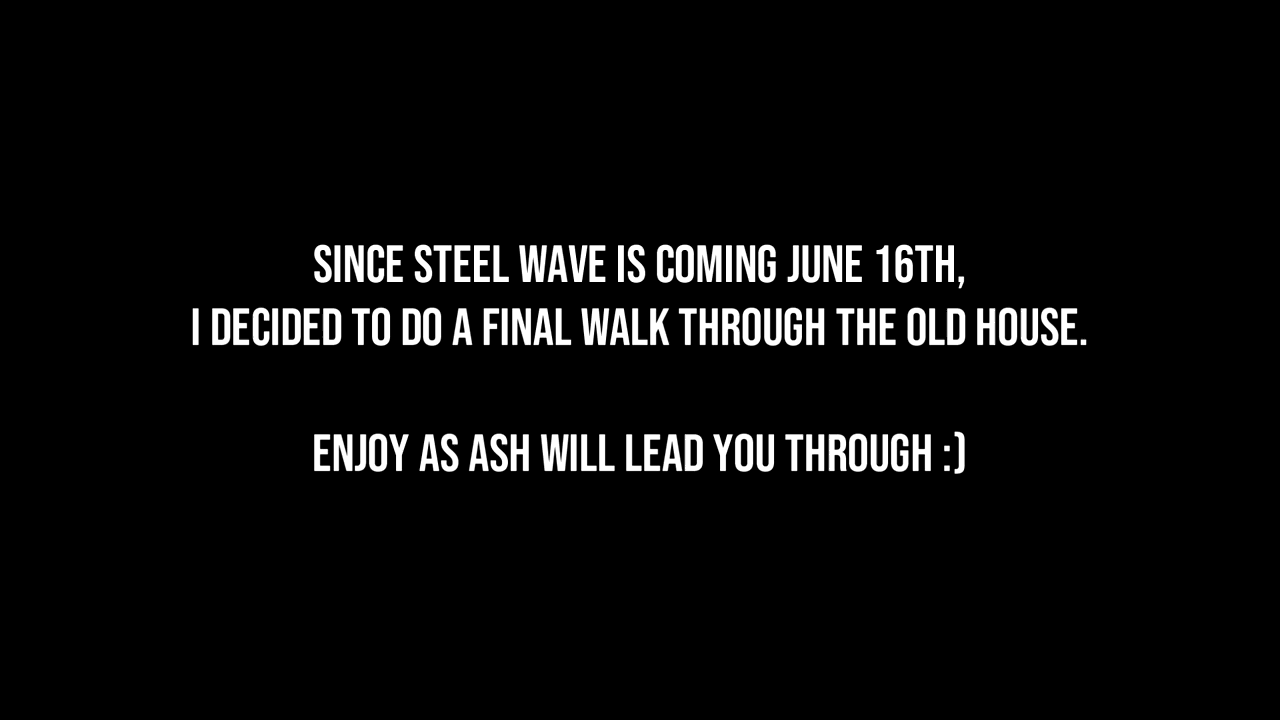 SINCE STEEL WAVE IS COMING JUNE 16TH,
I DECIDED TO DO A FINAL WALK THROUGH THE OLD HOUSE.
ENJOY AS ASH WILL LEAD YOU THROUGH :)